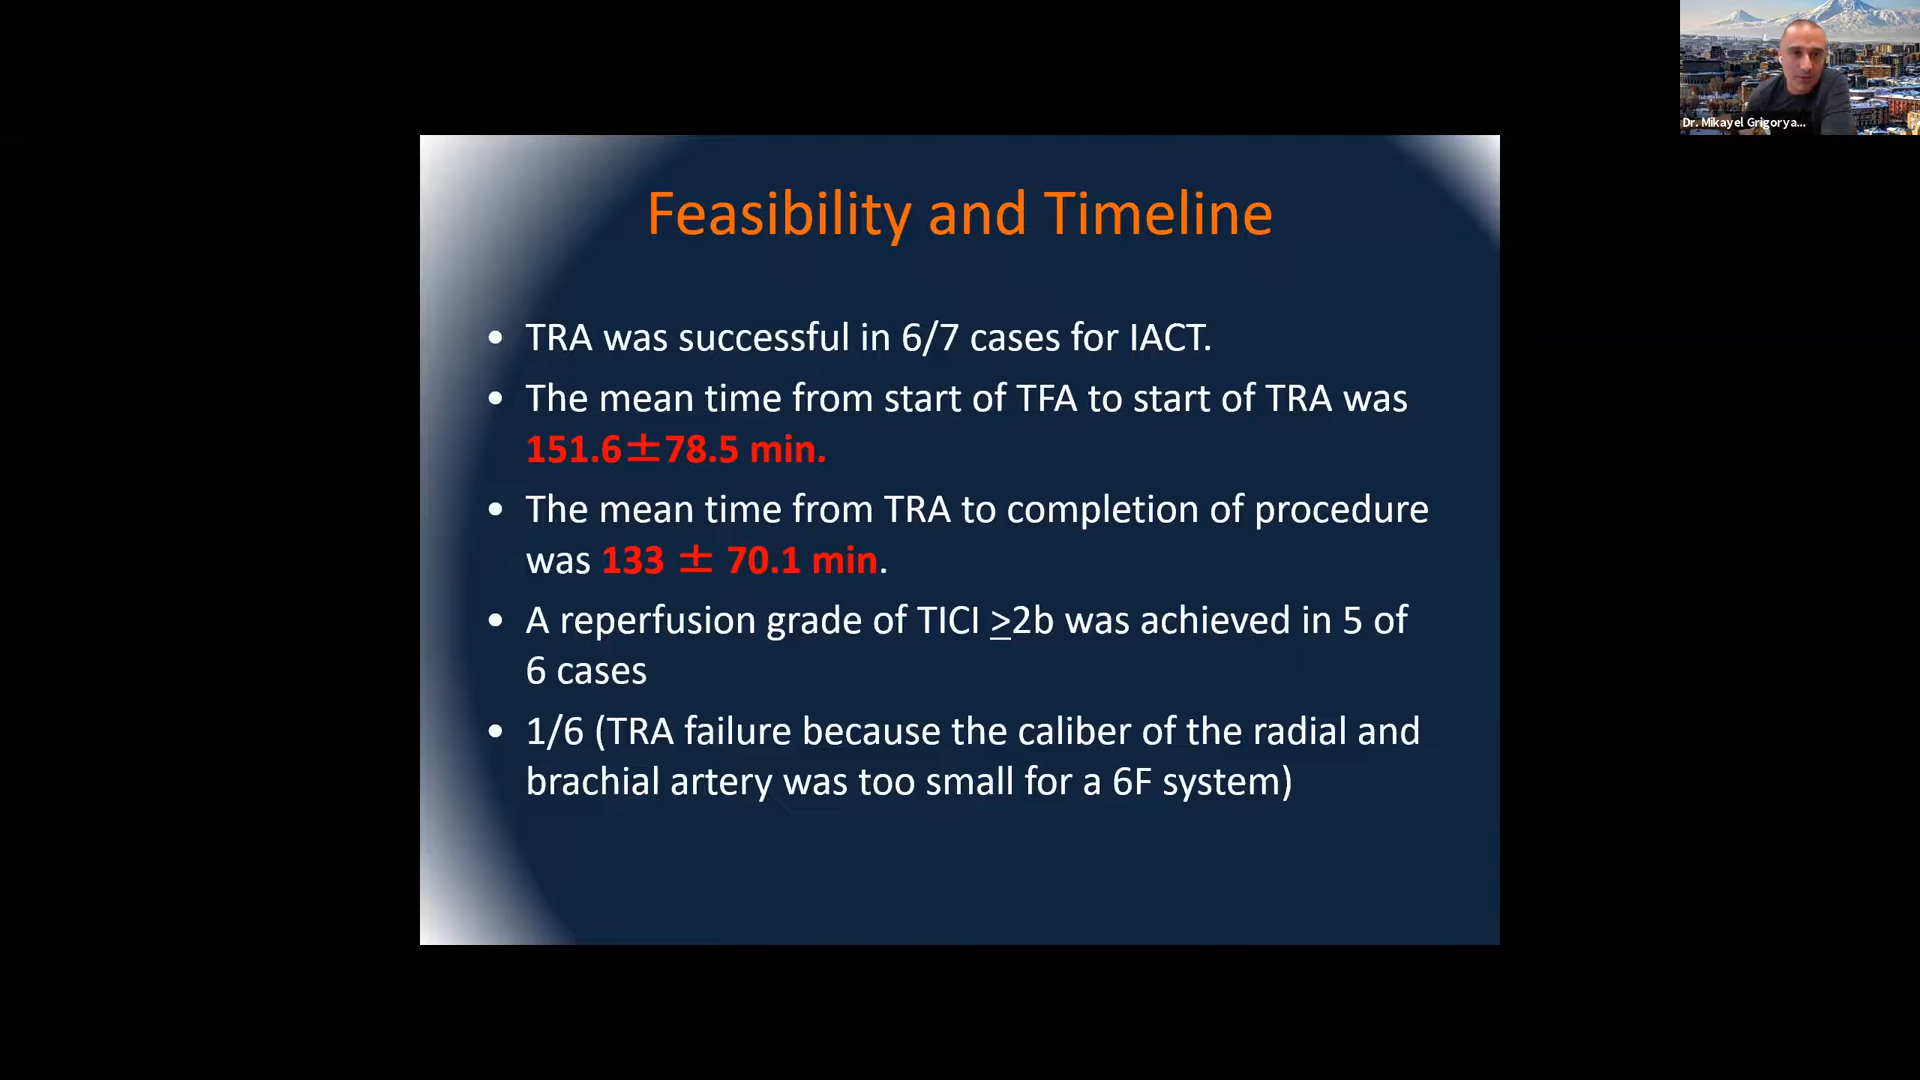 Dr. Mikayel Grigorya...
Feasibility and Timeline
• TRA was successful in 6/7 cases for IACT.
• The mean time from start of TFA to start of TRA was
151.6±78.5 min.
• The mean time from TRA to completion of procedure
was 133 ± 70.1 min.
• A reperfusion grade of TICI >2b was achieved in 5 of
6 cases
• 1/6 (TRA failure because the caliber of the radial and
brachial artery was too small for a 6F system)